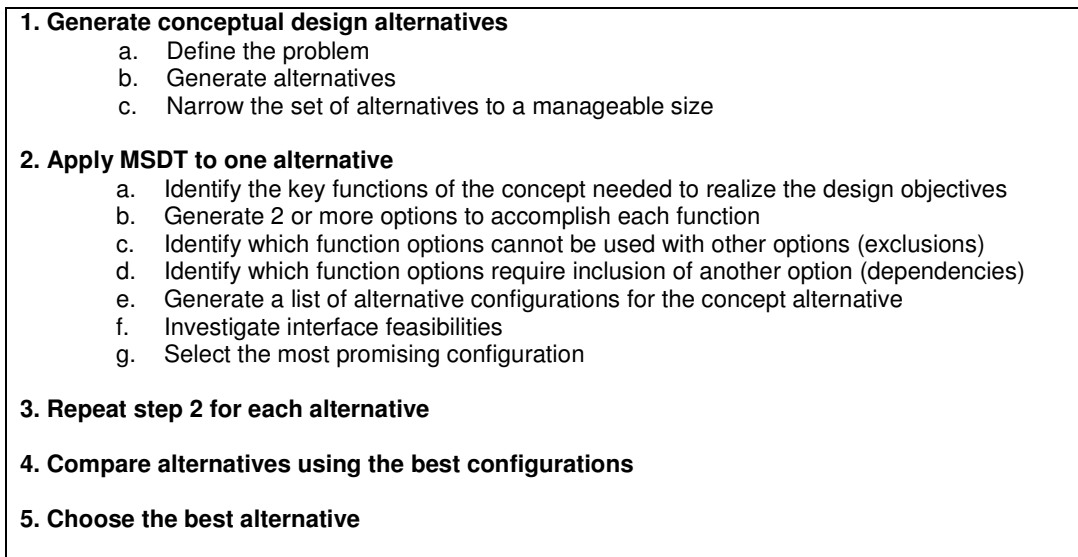 1. Generate conceptual design alternatives
a. Define the problem
b. Generate alternatives
c. Narrow the set of alternatives to a manageable size
2. Apply MSDT to one alternative
a. Identify the key functions of the concept needed to realize the design objectives
b. Generate 2 or more options to accomplish each function
c. Identify which function options cannot be used with other options (exclusions)
d. Identify which function options require inclusion of another option (dependencies)
e. Generate a list of alternative configurations for the concept alternative
f. Investigate interface feasibilities
g. Select the most promising configuration
3. Repeat step 2 for each alternative
4. Compare alternatives using the best configurations
5. Choose the best alternative